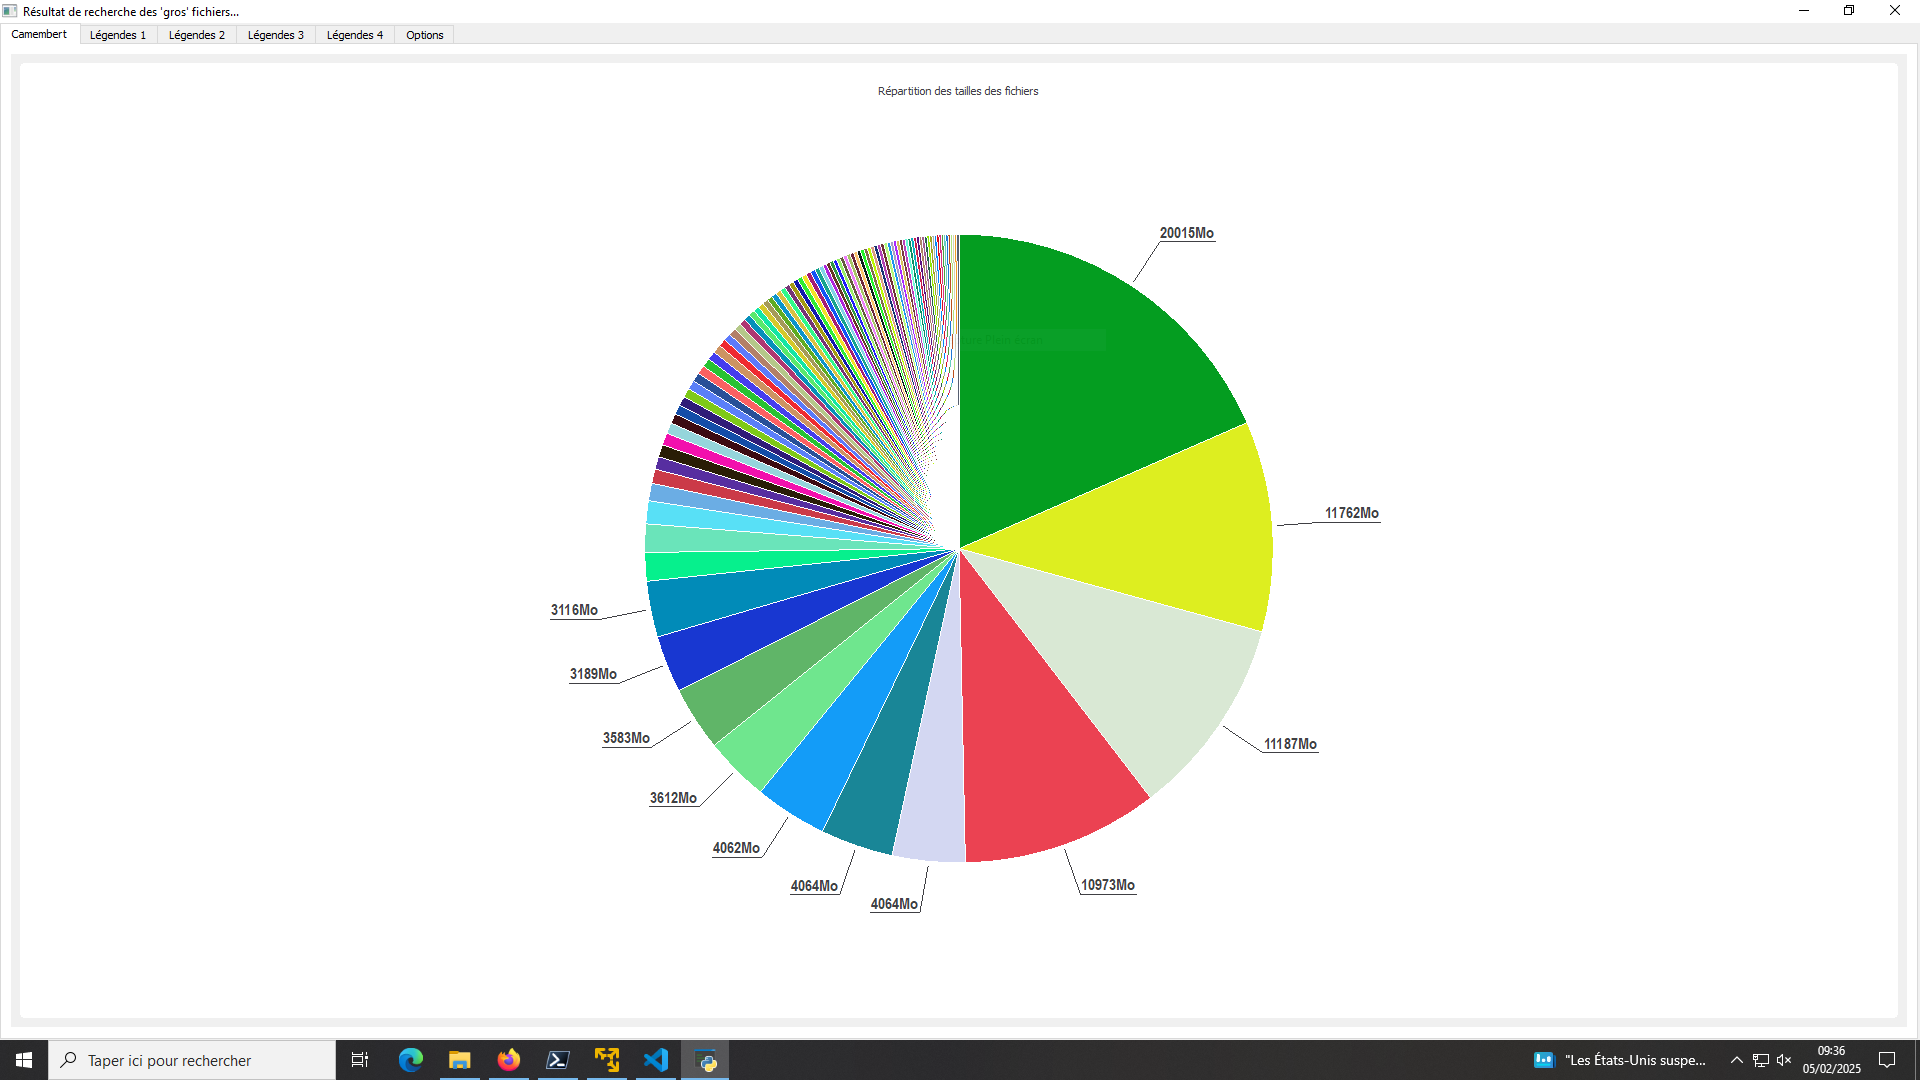 Résultat de recherche des 'gros' fichiers...
Camembert
Légendes 1
Légendes 2
Légendes 3
Légendes 4
Options
Répartition des tailles des fichiers
20015Mo
11762Mo
11187Mo
10973Mo
4064Mo
4064Mo
4062Mo
3612Mo
3583Mo
3189Mo
3116Mo
Taper ici pour rechercher
"Les États-Unis suspe...
09:36
05/02/2025